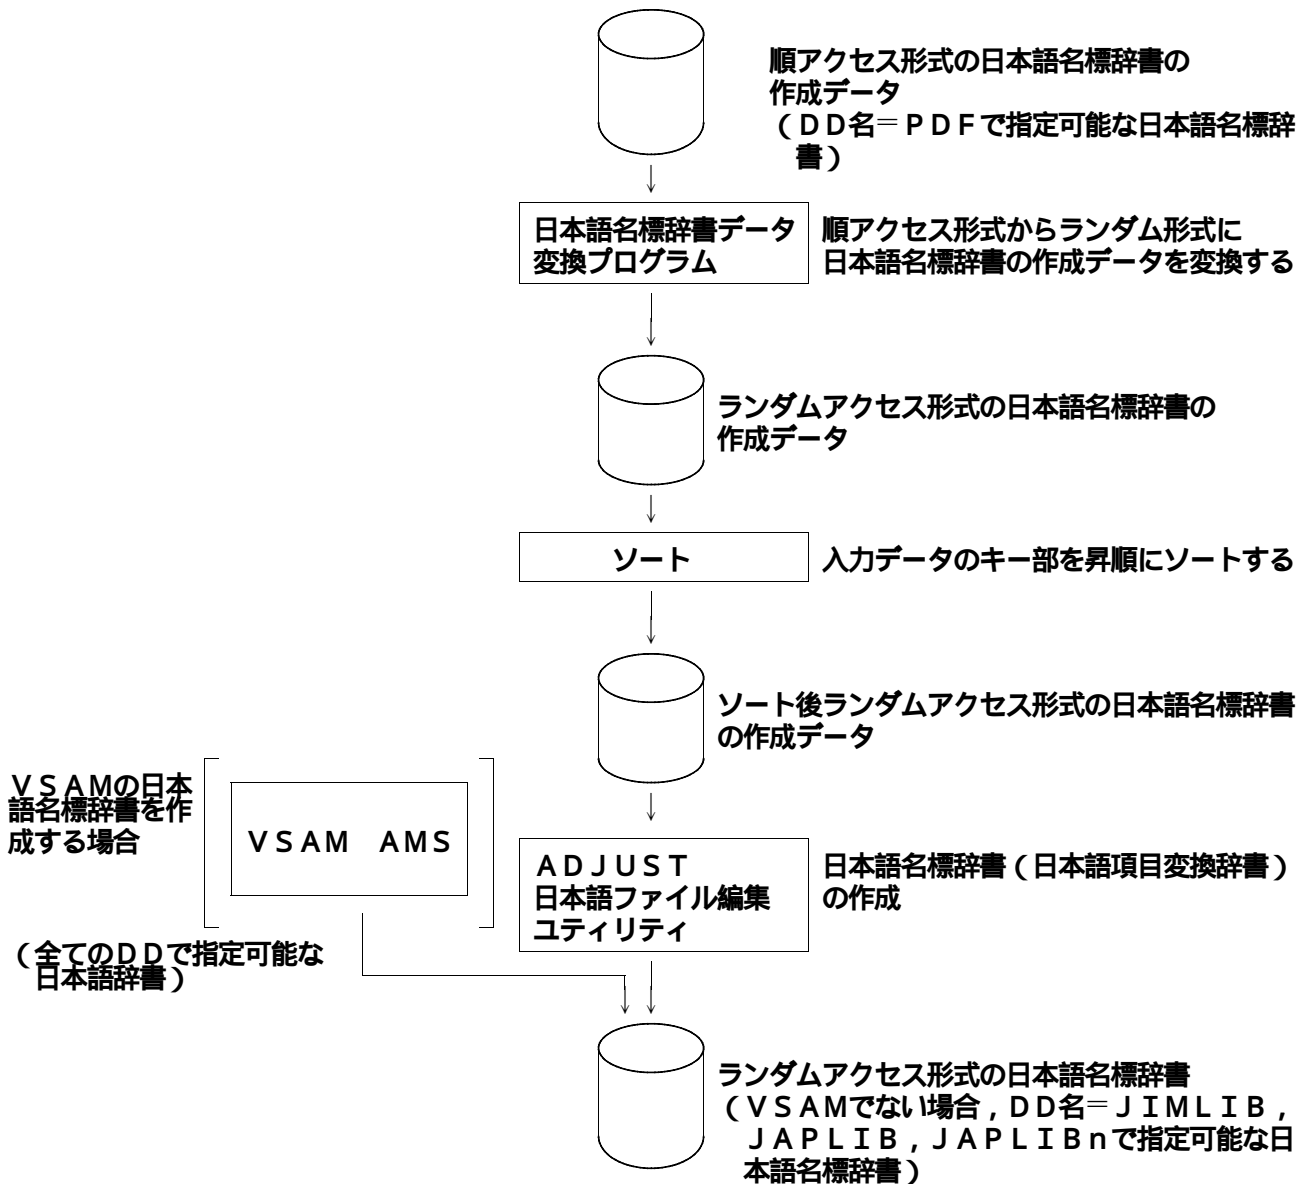 順アクセス形式の日本語名標辞書の
作成データ
（ＤＤ名＝ＰＤＦで指定可能な日本語名標辞
書）
日本語名標辞書データ
変換プログラム
順アクセス形式からランダム形式に
日本語名標辞書の作成データを変換する
ランダムアクセス形式の日本語名標辞書の
作成データ
ソート
入力データのキー部を昇順にソートする
ソート後ランダムアクセス形式の日本語名標辞書
の作成データ
ＶＳＡＭの日本
語名標辞書を作
成する場合
ＶＳＡＭ　ＡＭＳ
（全てのＤＤで指定可能な
日本語辞書）
ＡＤＪＵＳＴ
日本語ファイル編集
ユティリティ
日本語名標辞書（日本語項目変換辞書）
の作成
ランダムアクセス形式の日本語名標辞書
（ＶＳＡＭでない場合，ＤＤ名＝ＪＩＭＬＩＢ，
ＪＡＰＬＩＢ，ＪＡＰＬＩＢｎで指定可能な日
本語名標辞書）